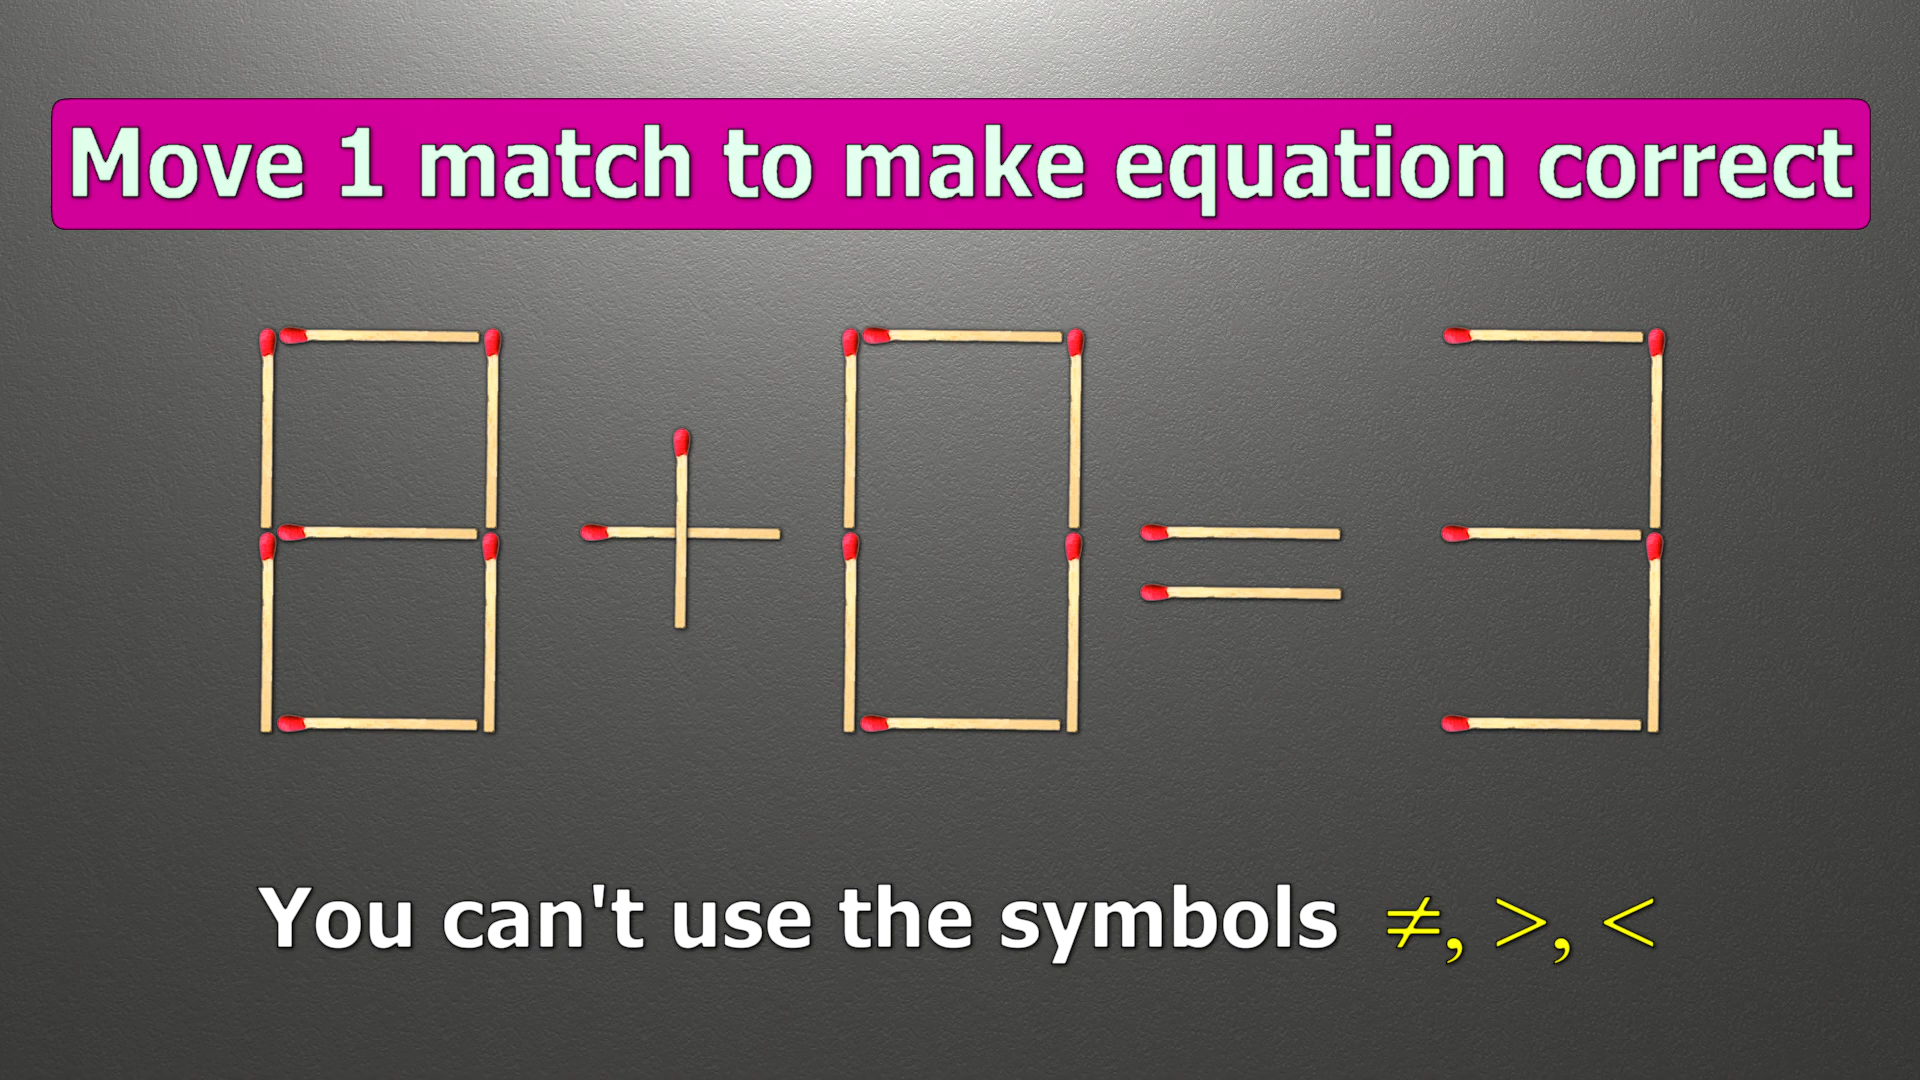 Move 1 match to make equation correct
8+0=3
You can't use the symbols ≠, >, <